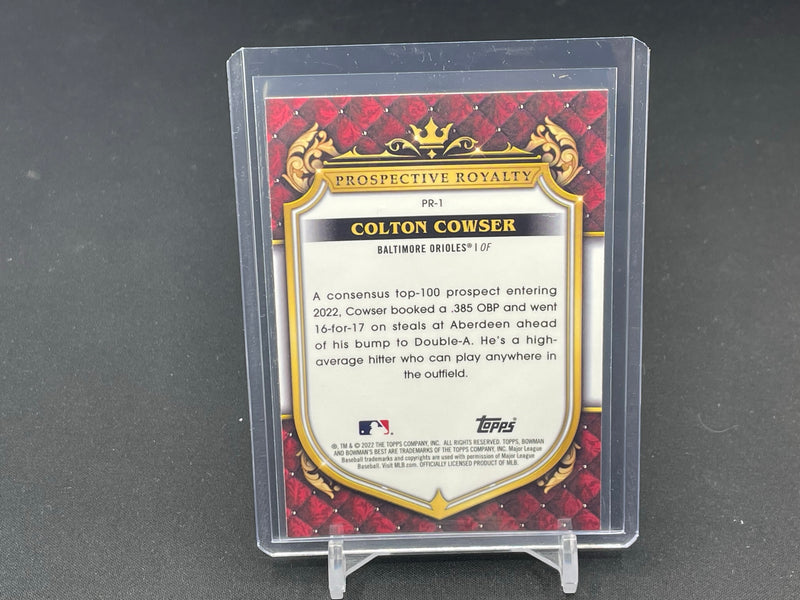 PROSPECTIVE ROYALTY
PR-1
COLTON COWSER
BALTIMORE ORIOLES® | OF
A consensus top-100 prospect entering
2022, Cowser booked a .385 OBP and went
16-for-17 on steals at Aberdeen ahead
of his bump to Double-A. He's a high-
average hitter who can play anywhere in
the outfield.
TOPPS®
®, TM & © 2022 THE TOPPS COMPANY, INC. ALL RIGHTS RESERVED. TOPPS, BOWMAN
AND BOWMAN'S BEST ARE TRADEMARKS OF THE TOPPS COMPANY, INC. Major League
Baseball trademarks and copyrights are used with permission of Major League
Baseball. Visit MLB.com. OFFICIALLY LICENSED PRODUCT OF MLB.